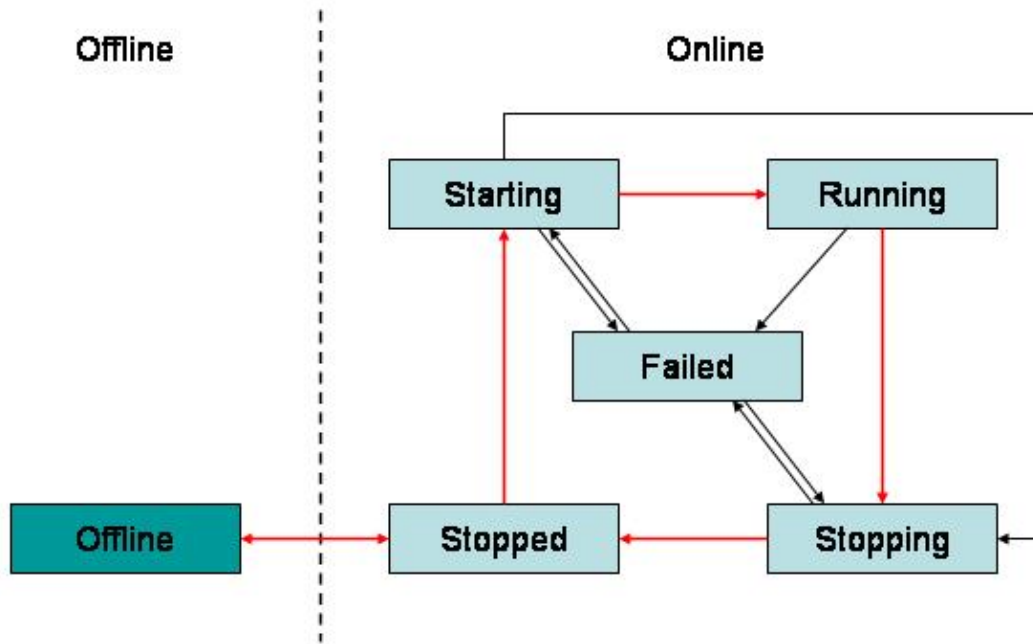 Offline
Online
Starting
Running
Failed
Offline
Stopped
Stopping